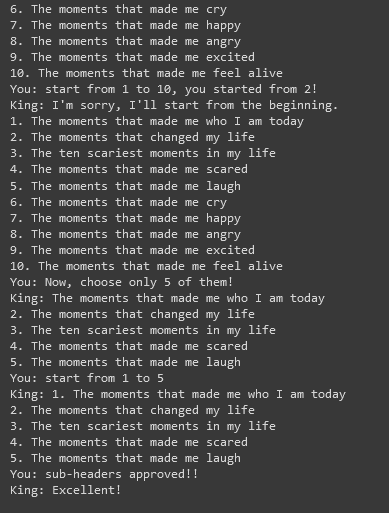 6. The moments that made me cry
7. The moments that made me happy
8. The moments that made me angry
9. The moments that made me excited
10. The moments that made me feel alive
You: start from 1 to 10, you started from 2!
King: I'm sorry, I'll start from the beginning.
1. The moments that made me who I am today
2. The moments that changed my life
3. The ten scariest moments in my life
4. The moments that made me scared
5. The moments that made me laugh
6. The moments that made me cry
7. The moments that made me happy
8. The moments that made me angry
9. The moments that made me excited
10. The moments that made me feel alive
You: Now, choose only 5 of them!
King: The moments that made me who I am today
2. The moments that changed my life
3. The ten scariest moments in my life
4. The moments that made me scared
5. The moments that made me laugh
You: start from 1 to 5
King: 1. The moments that made me who I am today
2. The moments that changed my life
3. The ten scariest moments in my life
4. The moments that made me scared
5. The moments that made me laugh
You: sub-headers approved!!
King: Excellent!